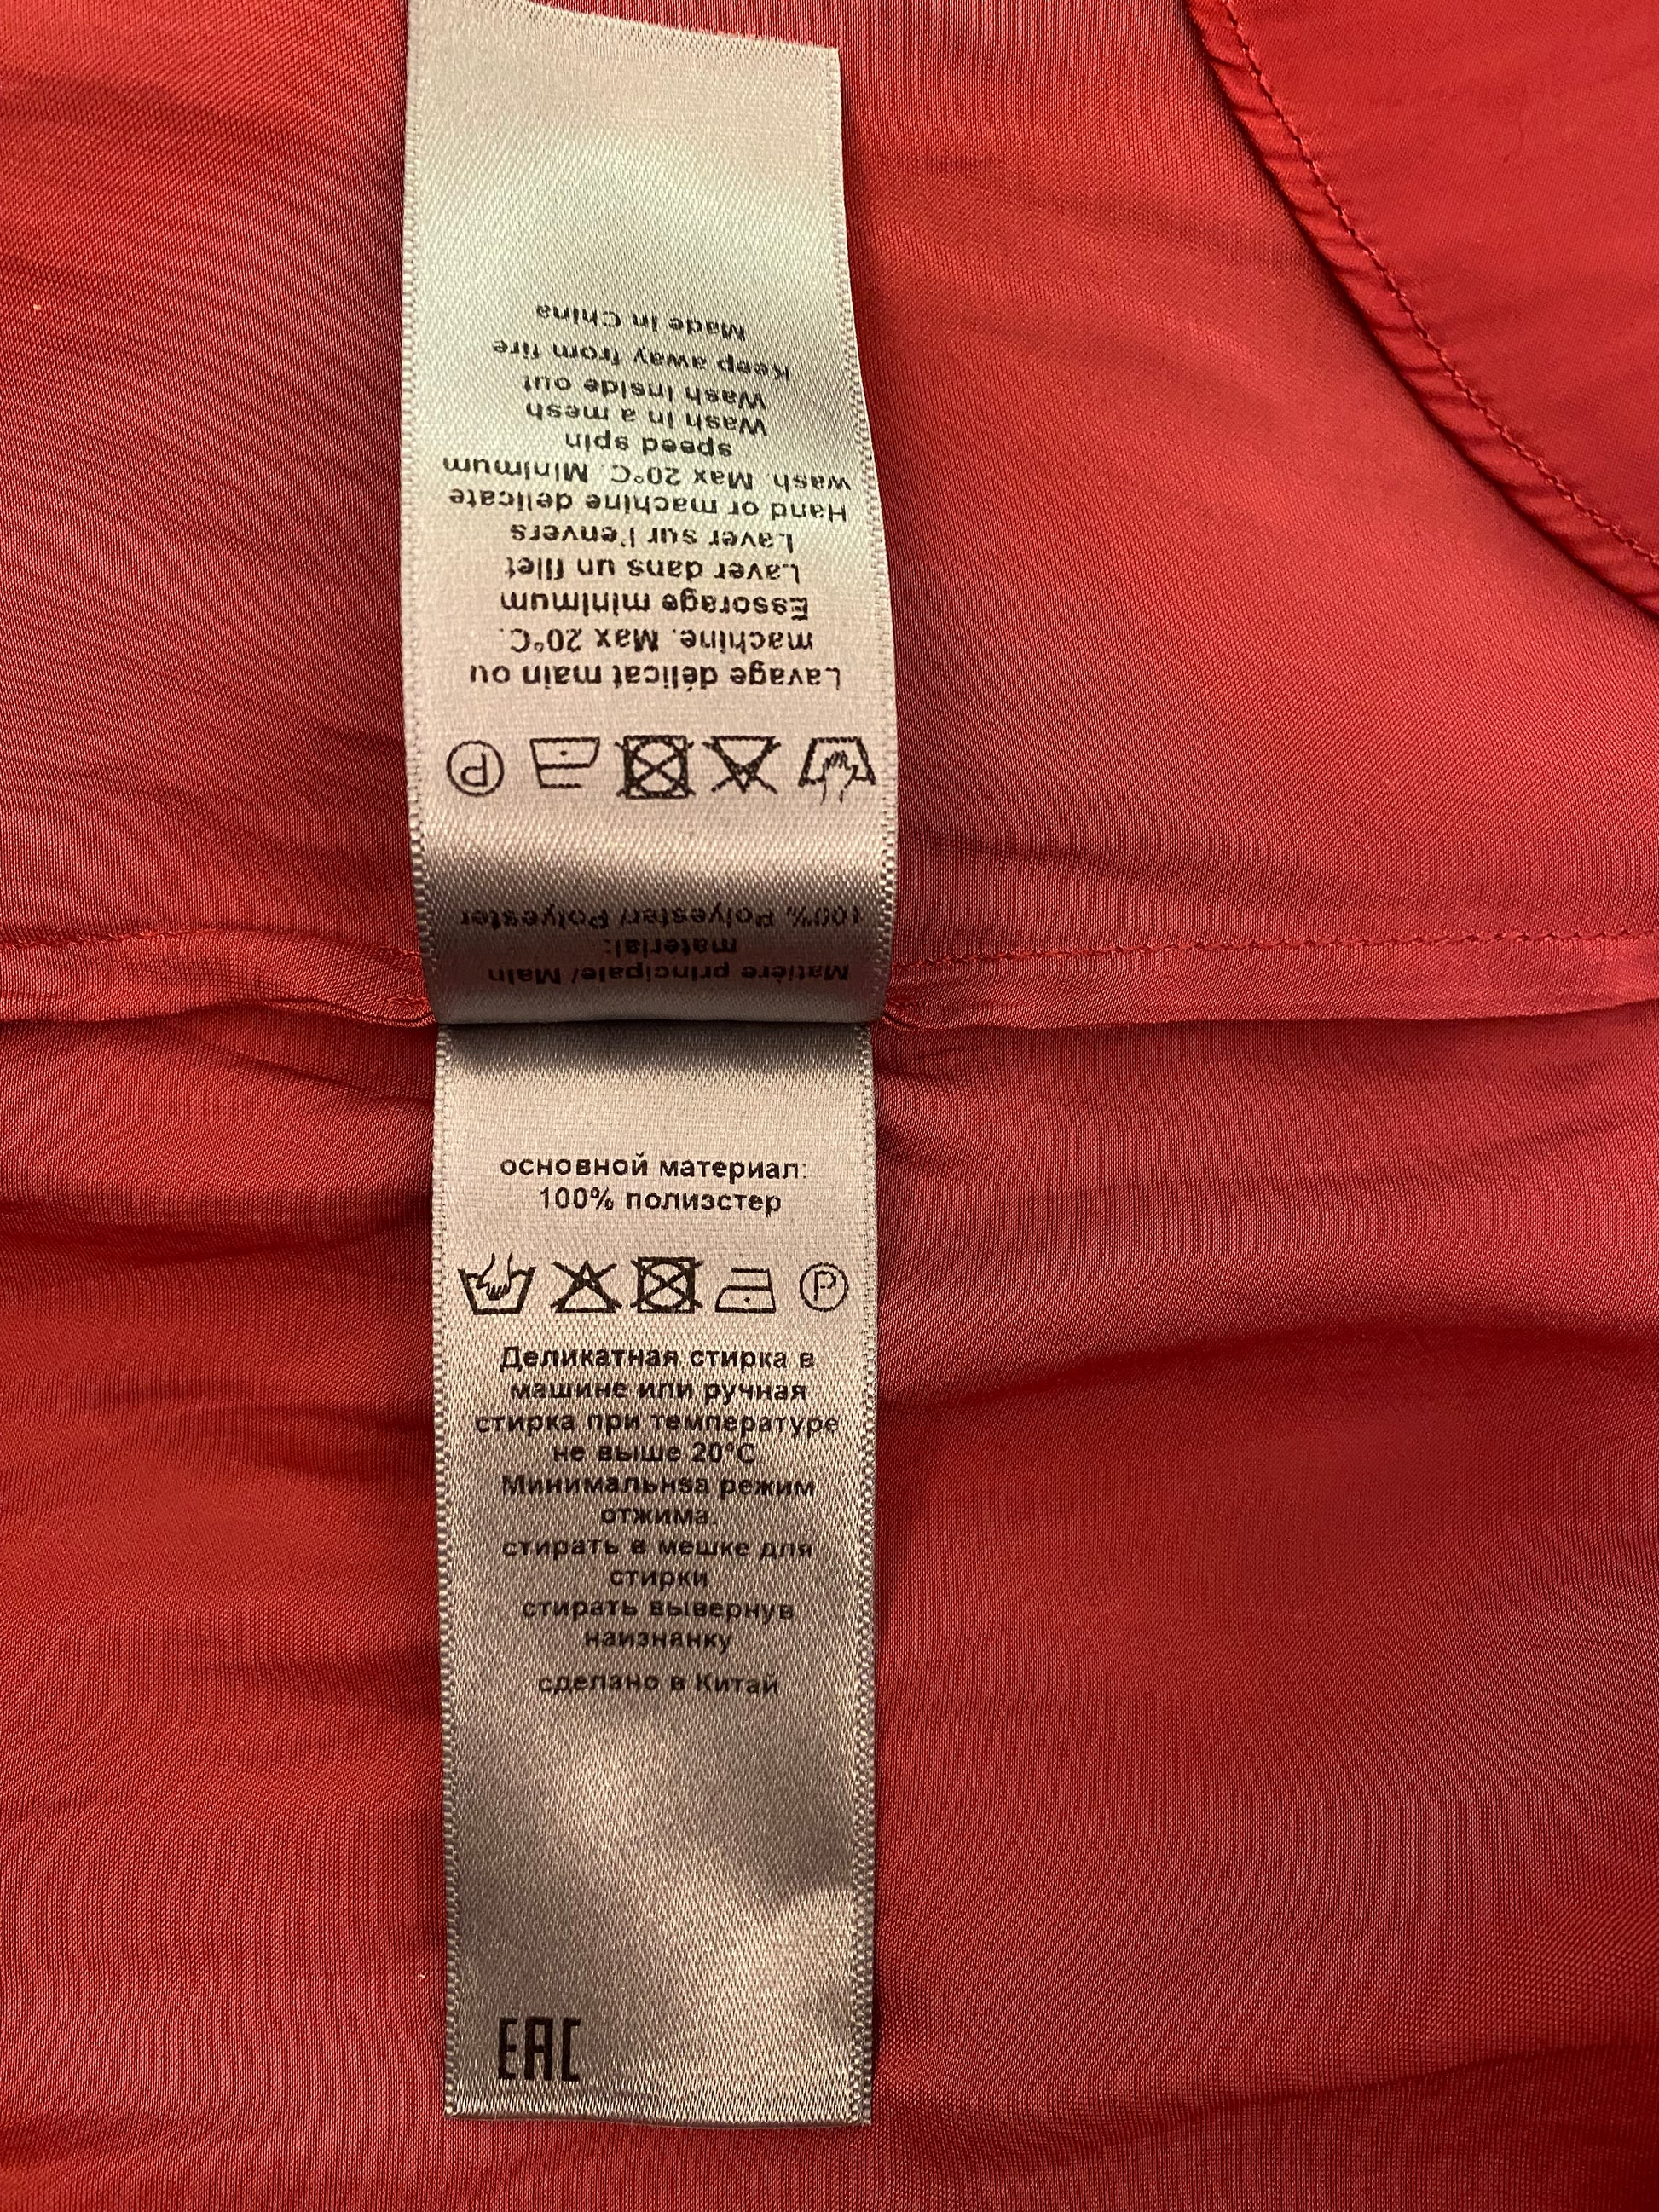 Matière principale/ Main
material:
100% Polyester/ Polyester
P
Lavage délicat main ou
machine. Max 20°C.
Essorage minimum
Laver dans un filet
Laver sur l'envers
Hand or machine delicate
wash. Max 20°C. Minimum
speed spin
Wash in a mesh
Wash inside out
Keep away from fire
Made in China
основной материал:
100% полиэстер
P
Деликатная стирка в
машине или ручная
стирка при температуре
не выше 20°C
Минимальнsa режим
отжима.
стирать в мешке для
стирки
стирать вывернув
наизнанку
сделано в Китай
EAC